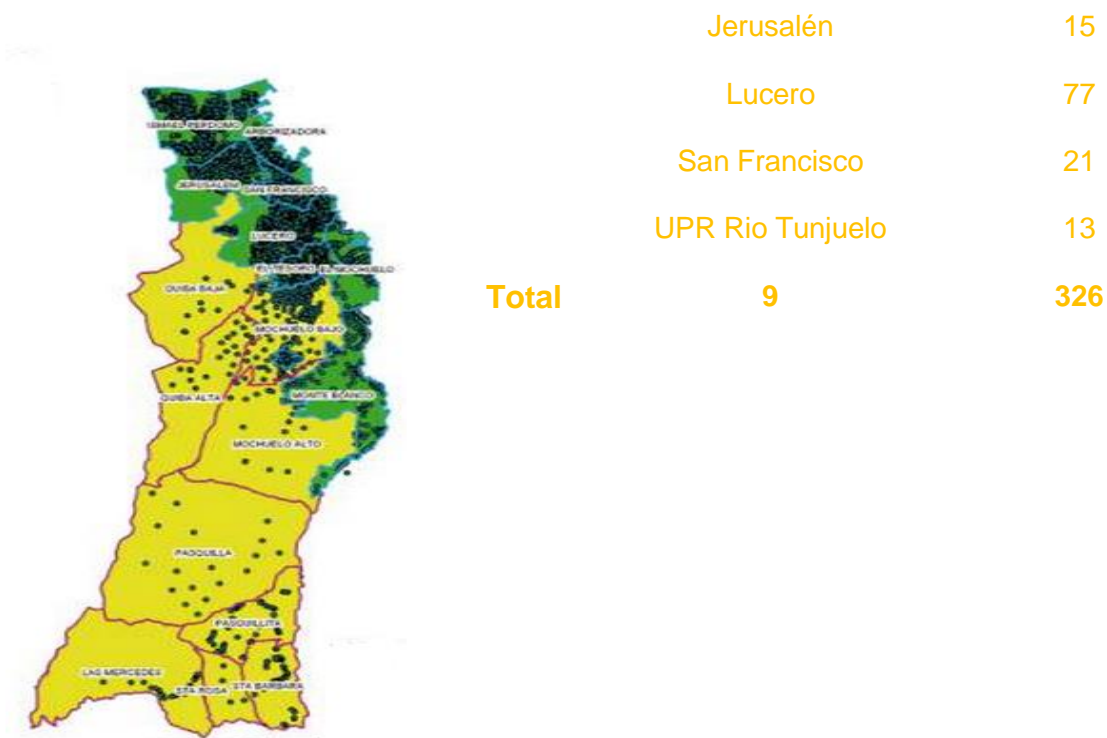 Jerusalén 15
Lucero 77
San Francisco 21
UPR Rio Tunjuelo 13
Total 9 326
ISMAEL PERDOMO
ARBORIZADORA
JERUSALEM
SAN FRANCISCO
LUCERO
EL TESORO
EL MOCHUELO
QUIBA BAJA
MOCHUELO BAJO
QUIBA ALTA
MONTE BLANCO
MOCHUELO ALTO
PASQUILLA
PASQUILLITA
LAS MERCEDES
STA ROSA
STA BARBARA